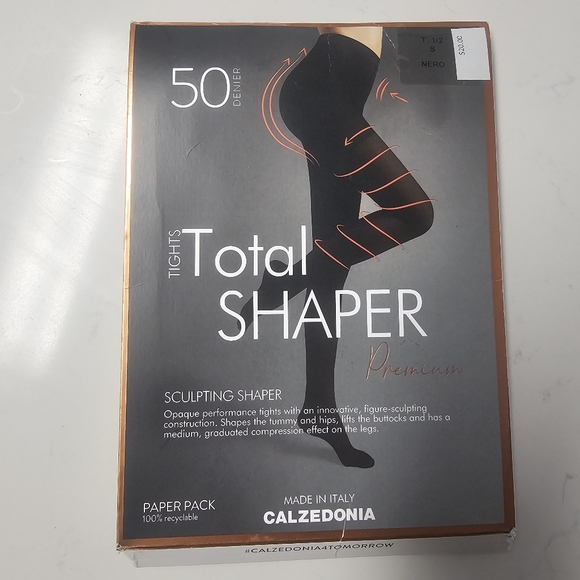 50
DENIER
T. 1/2
S
NERO
$20.00
TIGHTS
Total
SHAPER
Premium
SCULPTING SHAPER
Opaque performance tights with an innovative, figure-sculpting
construction. Shapes the tummy and hips, lifts the buttocks and has a
medium, graduated compression effect on the legs.
PAPER PACK
100% recyclable
MADE IN ITALY
CALZEDONIA
#CALZEDONIA4TOMORROW